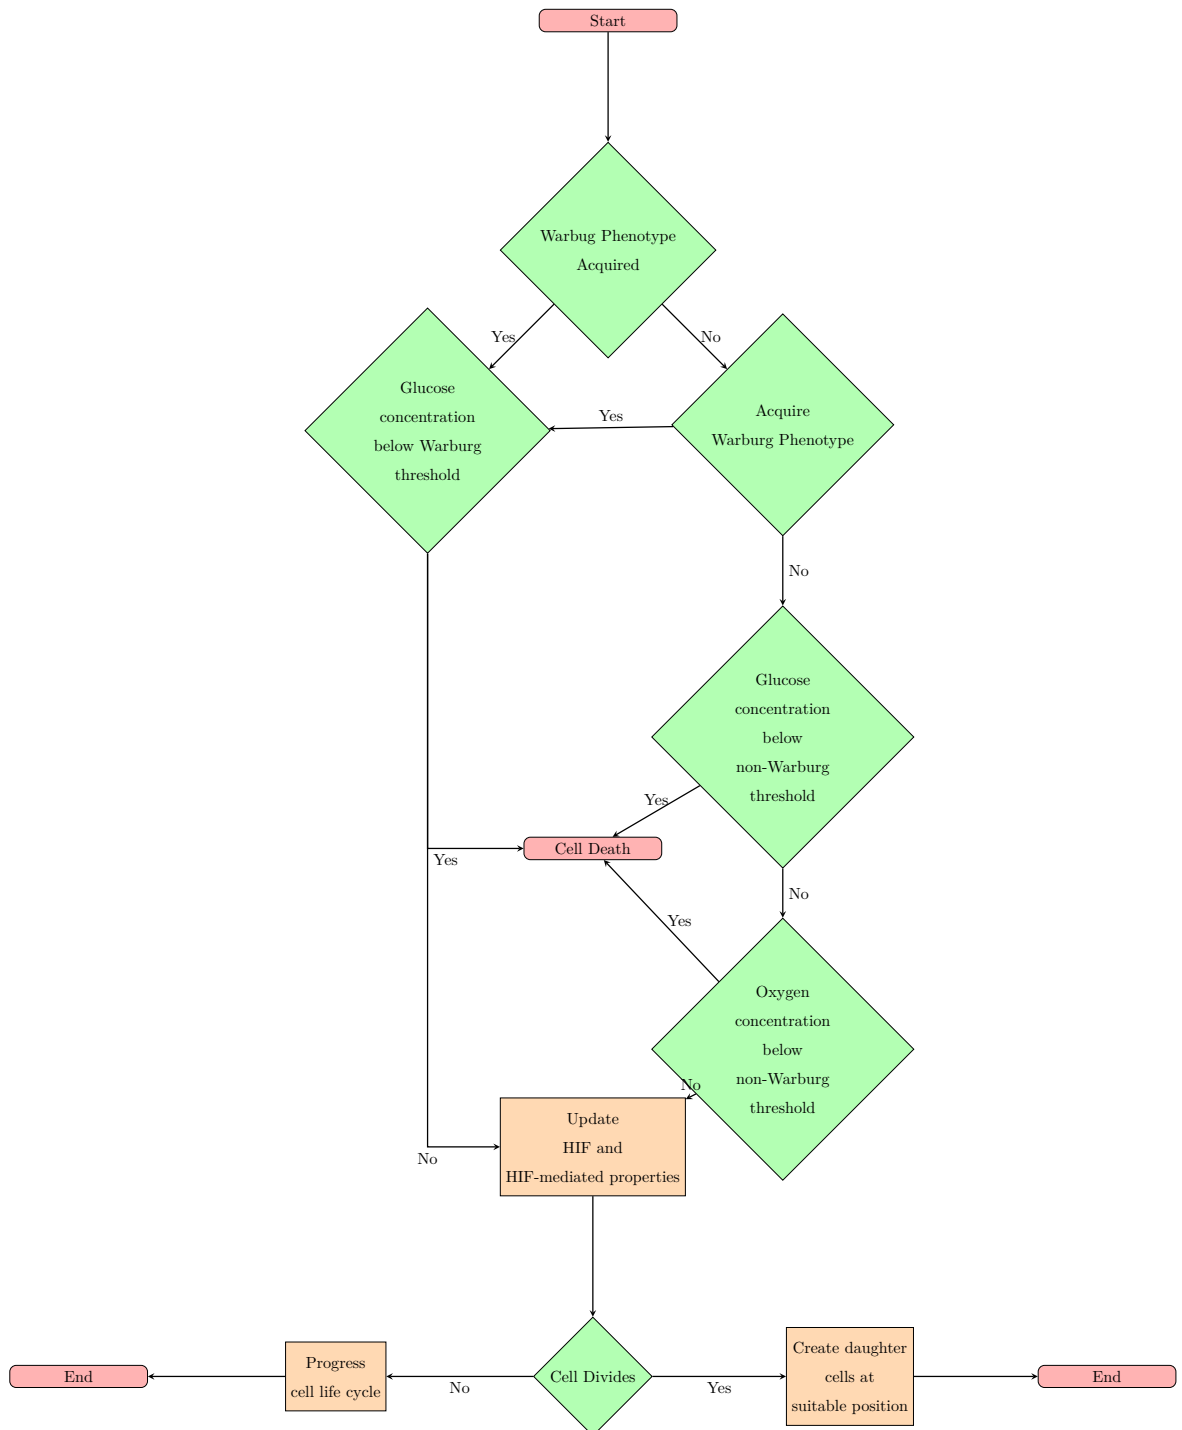 Start
Warbug Phenotype
Acquired
Yes
No
Glucose
concentration
below Warburg
threshold
Yes
Acquire
Warburg Phenotype
No
Glucose
concentration
below
non-Warburg
threshold
Yes
Cell Death
Yes
No
Yes
Oxygen
concentration
below
non-Warburg
threshold
No
Update
HIF and
HIF-mediated properties
No
End
Progress
cell life cycle
No
Cell Divides
Yes
Create daughter
cells at
suitable position
End